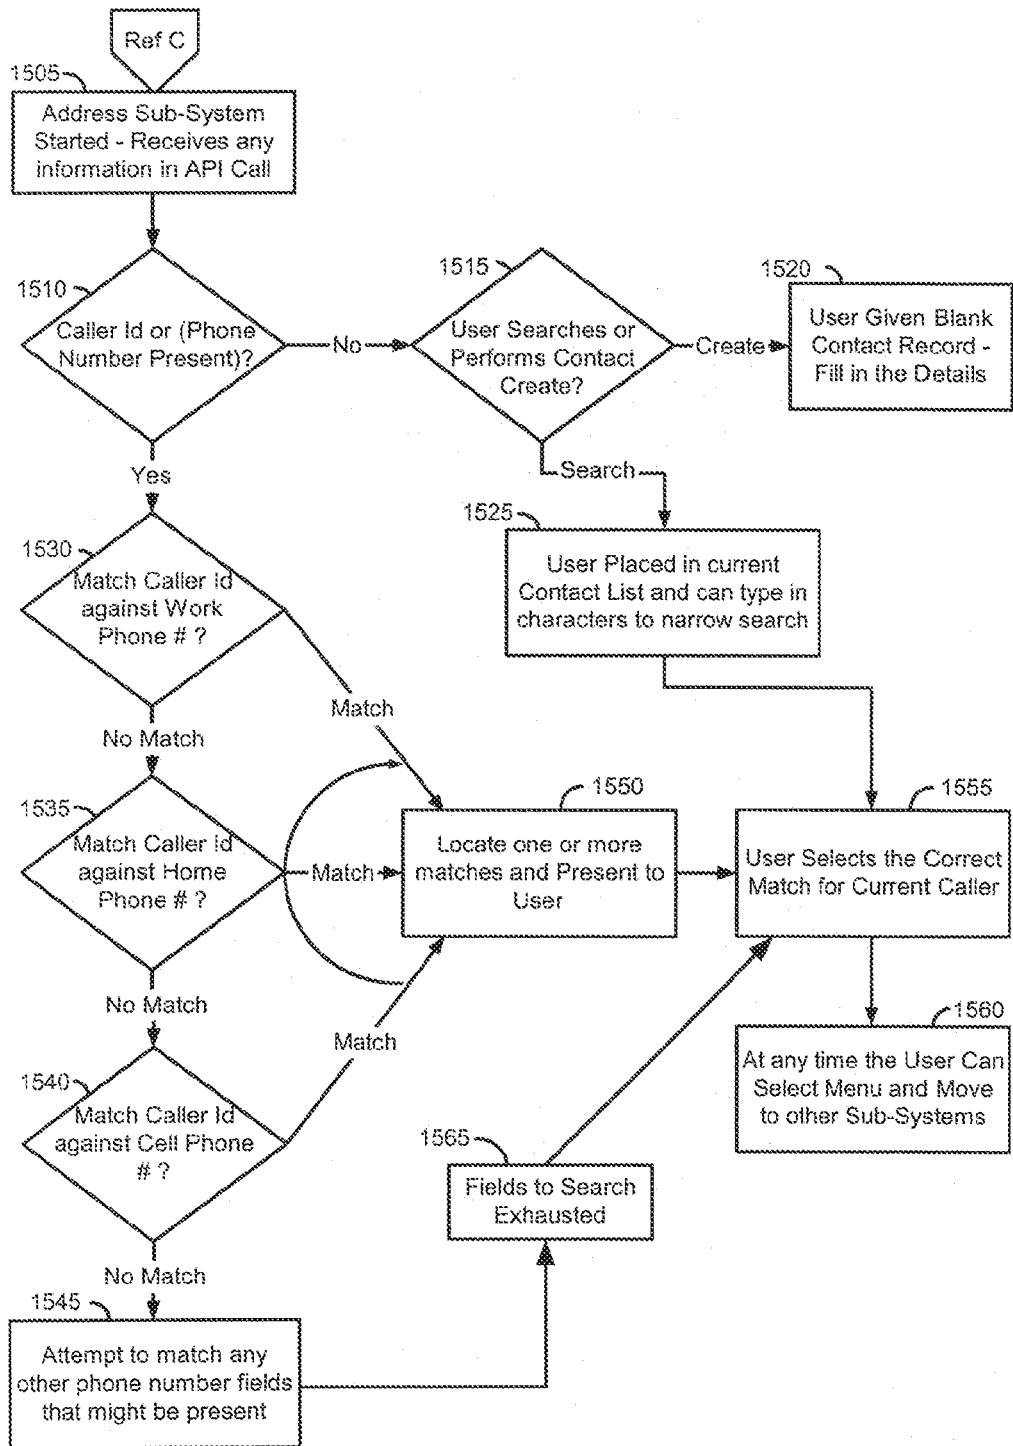 Ref C
1505
Address Sub-System
Started - Receives any
information in API Call
1510
Caller Id or (Phone
Number Present)?
No
1515
User Searches or
Performs Contact
Create?
Create
1520
User Given Blank
Contact Record -
Fill in the Details
Yes
Search
1530
Match Caller Id
against Work
Phone # ?
1525
User Placed in current
Contact List and can type in
characters to narrow search
Match
No Match
1535
Match Caller Id
against Home
Phone # ?
Match
1550
Locate one or more
matches and Present to
User
1555
User Selects the Correct
Match for Current Caller
No Match
Match
1540
Match Caller Id
against Cell Phone
# ?
1560
At any time the User Can
Select Menu and Move
to other Sub-Systems
1565
Fields to Search
Exhausted
No Match
1545
Attempt to match any
other phone number fields
that might be present